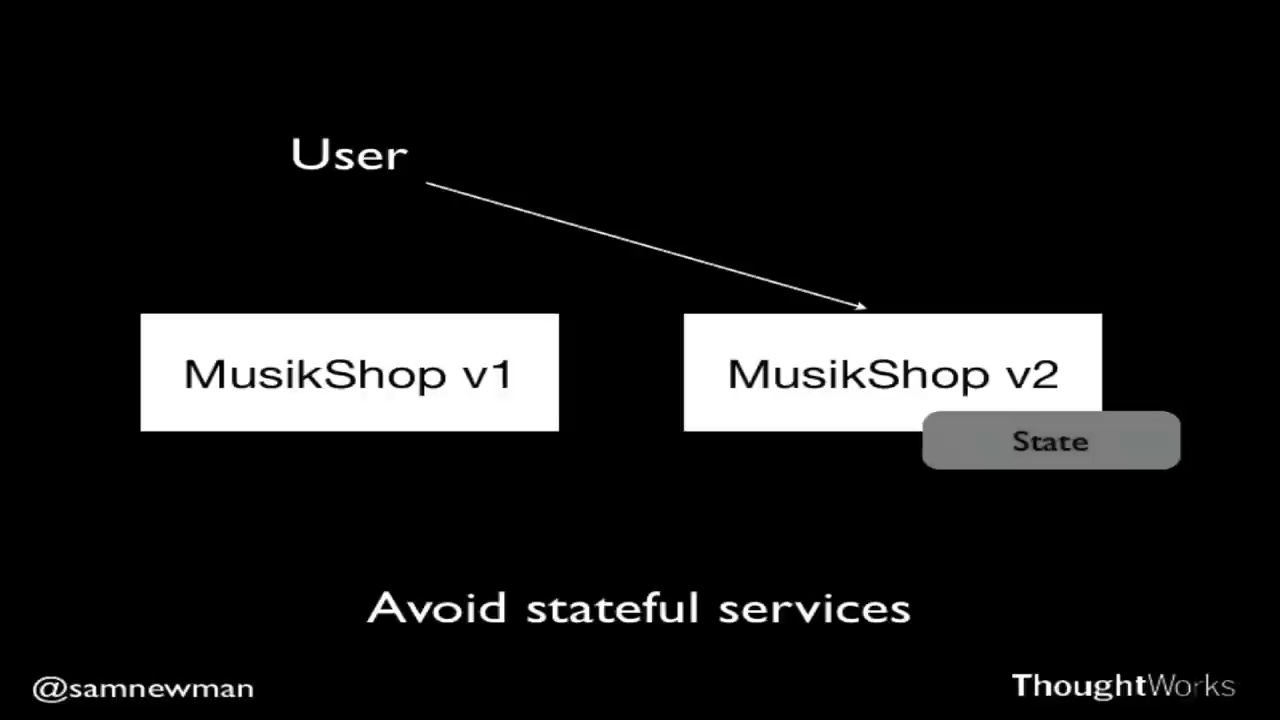 User
MusikShop v1
MusikShop v2
State
Avoid stateful services
@samnewman
ThoughtWorks